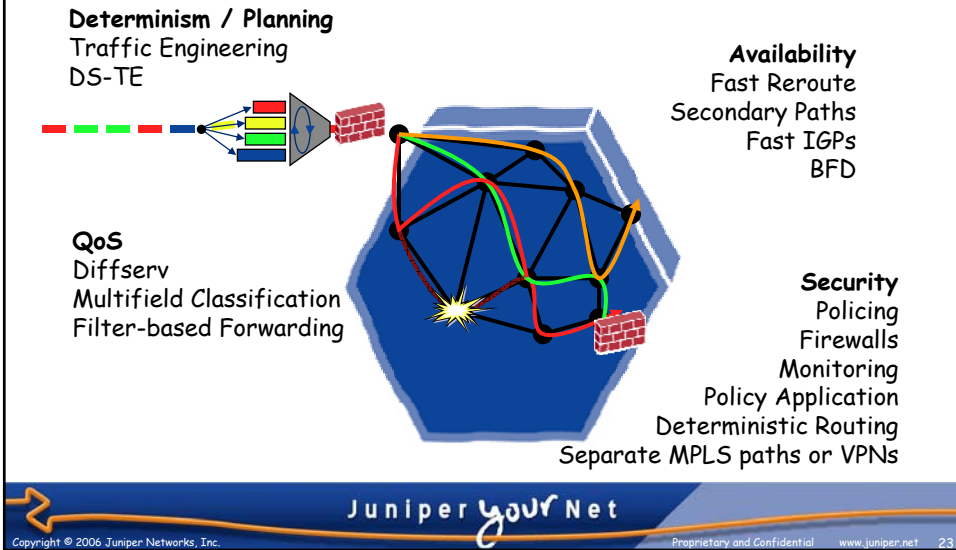 Determinism / Planning
Traffic Engineering
DS-TE
Availability
Fast Reroute
Secondary Paths
Fast IGPs
BFD
QoS
Diffserv
Multifield Classification
Filter-based Forwarding
Security
Policing
Firewalls
Monitoring
Policy Application
Deterministic Routing
Separate MPLS paths or VPNs
Juniper your Net
Copyright © 2006 Juniper Networks, Inc. Proprietary and Confidential www.juniper.net 23